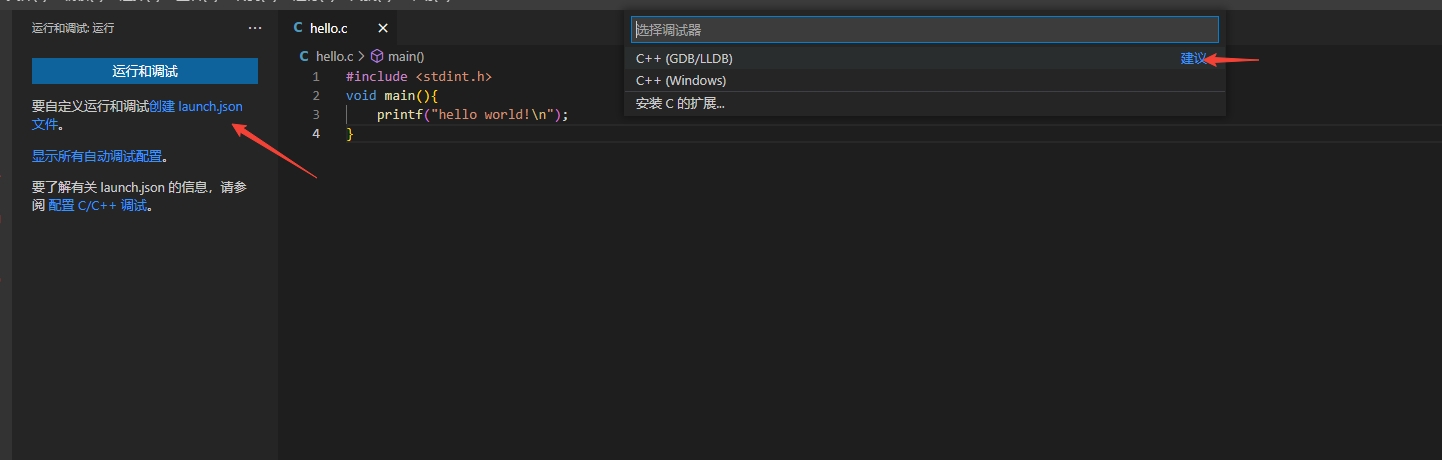 运行和调试: 运行
运行和调试
要自定义运行和调试创建 launch.json
文件。
显示所有自动调试配置。
要了解有关 launch.json 的信息，请参
阅 配置 C/C++ 调试。
C hello.c
C hello.c > main()
1 #include <stdint.h>
2 void main(){
3 printf("hello world!\n");
4 }
选择调试器
C++ (GDB/LLDB) 建议
C++ (Windows)
安装 C 的扩展...